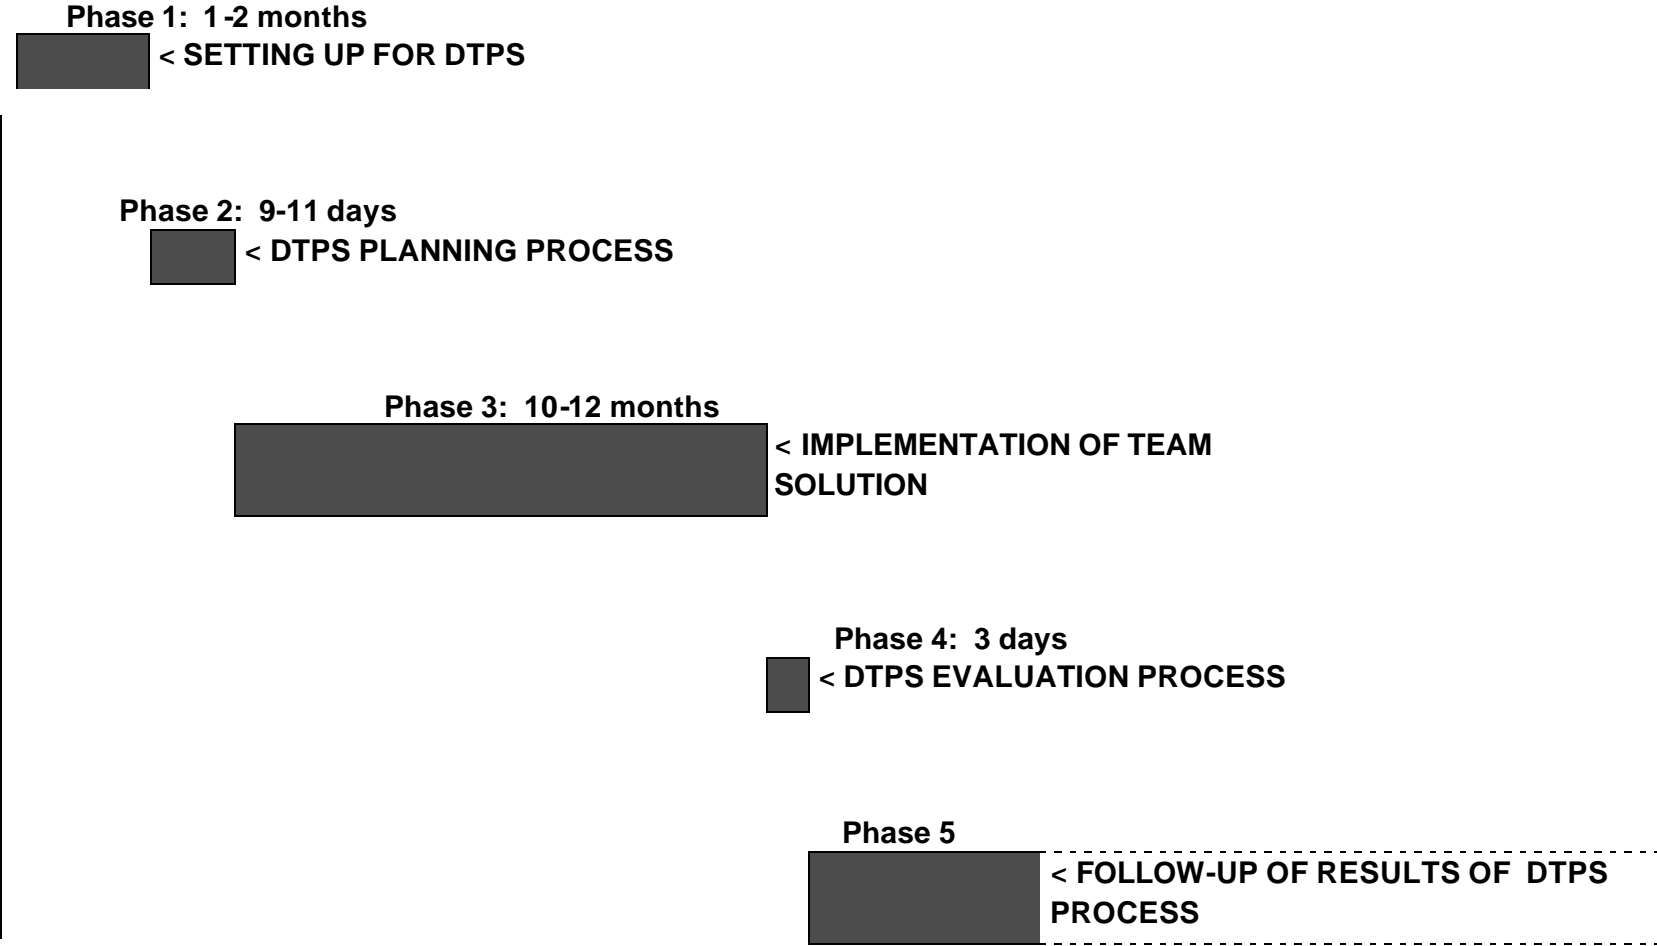 Phase 1: 1-2 months
< SETTING UP FOR DTPS
Phase 2: 9-11 days
< DTPS PLANNING PROCESS
Phase 3: 10-12 months
< IMPLEMENTATION OF TEAM
SOLUTION
Phase 4: 3 days
< DTPS EVALUATION PROCESS
Phase 5
< FOLLOW-UP OF RESULTS OF DTPS
PROCESS